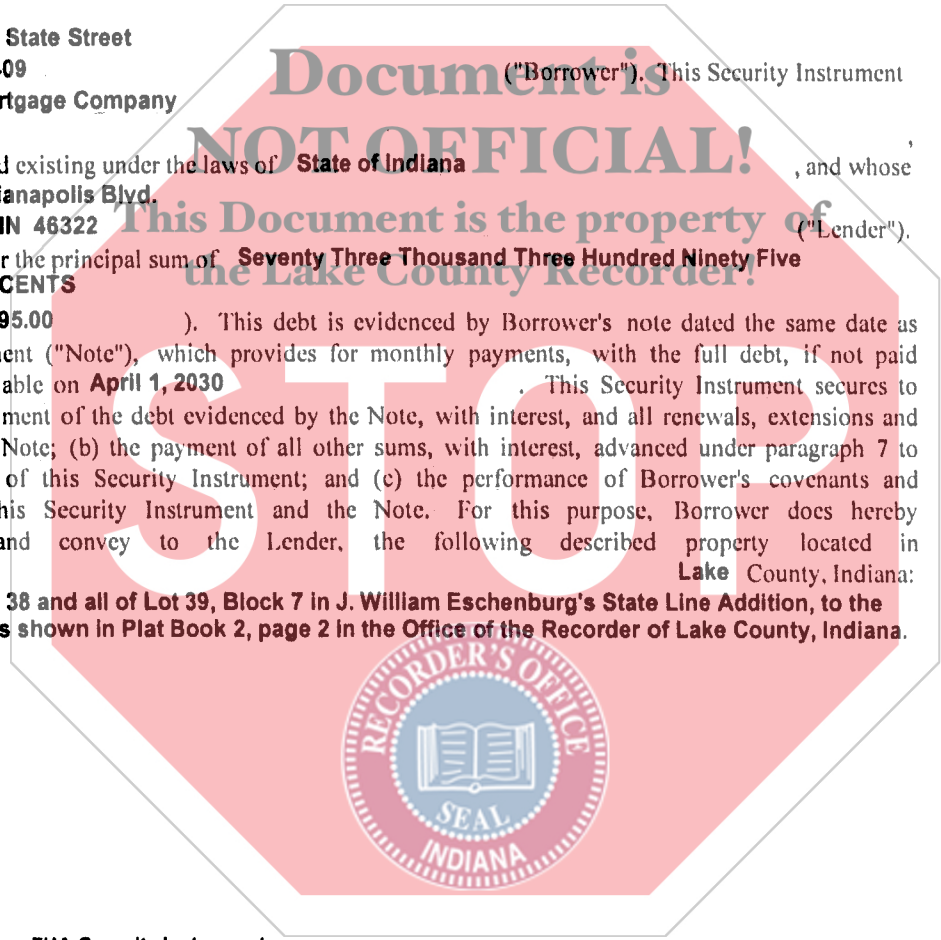 State Street
09 ("Borrower"). This Security Instrument
rtgage Company
,
d existing under the laws of State of Indiana , and whose
ianapolis Blvd.
IN 46322 ("Lender").
r the principal sum of Seventy Three Thousand Three Hundred Ninety Five
CENTS
95.00 ). This debt is evidenced by Borrower's note dated the same date as
ent ("Note"), which provides for monthly payments, with the full debt, if not paid
able on April 1, 2030 . This Security Instrument secures to
ment of the debt evidenced by the Note, with interest, and all renewals, extensions and
Note; (b) the payment of all other sums, with interest, advanced under paragraph 7 to
of this Security Instrument; and (c) the performance of Borrower's covenants and
his Security Instrument and the Note. For this purpose, Borrower does hereby
and convey to the Lender, the following described property located in
Lake County, Indiana:
38 and all of Lot 39, Block 7 in J. William Eschenburg's State Line Addition, to the
s shown in Plat Book 2, page 2 in the Office of the Recorder of Lake County, Indiana.
Document is
NOT OFFICIAL!
This Document is the property of
the Lake County Recorder!
STOP
RECORDER'S OFFICE
SEAL
INDIANA